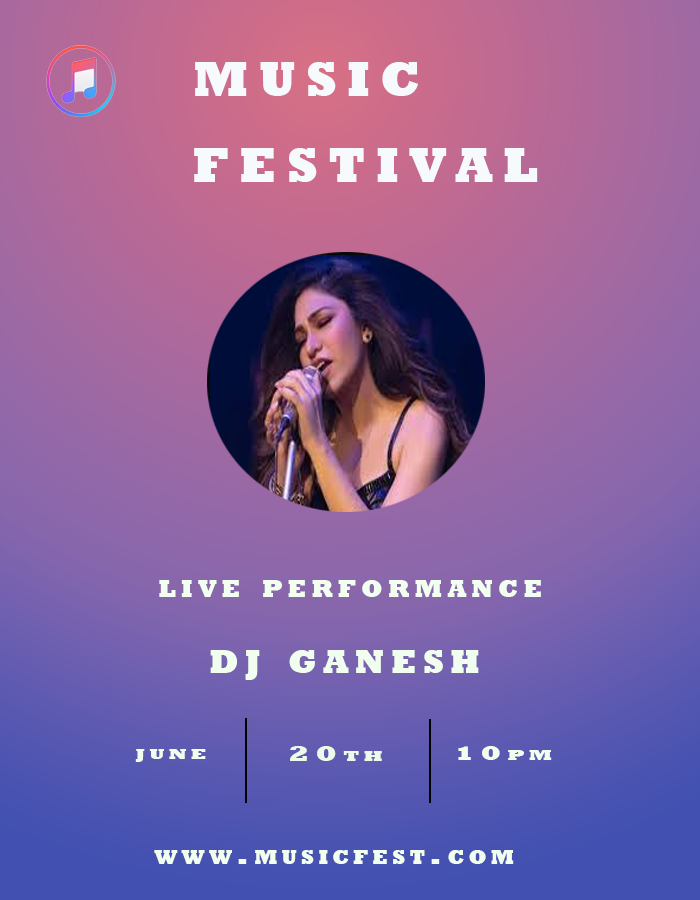 MUSIC
FESTIVAL
LIVE PERFORMANCE
DJ GANESH
JUNE 20TH 10PM
WWW.MUSICFEST.COM